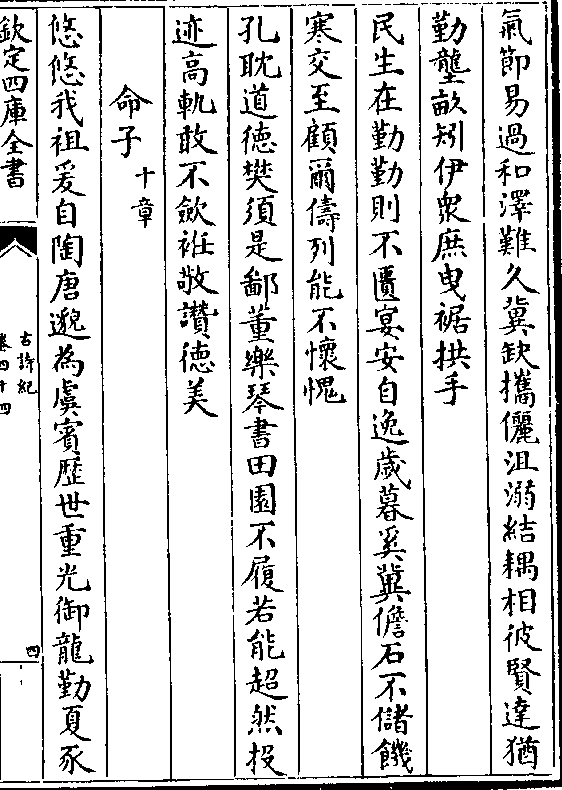 氣節易過和澤難久冀缺攜儷沮溺結耦相彼賢達猶
勤壟畝矧伊衆庶曳裾拱手
民生在勤勤則不匱宴安自逸歲暮奚冀儋石不儲饑
寒交至顧爾儔列能不懷愧
孔耽道德樊須是鄙董樂琴書田園不履若能超然投
迹高軌敢不歛袵敬讚德美
命子十章
悠悠我祖爰自陶唐邈為虞賓歴世重光御龍勤夏豕
欽定四庫全書
古詩紀
卷四十四
四